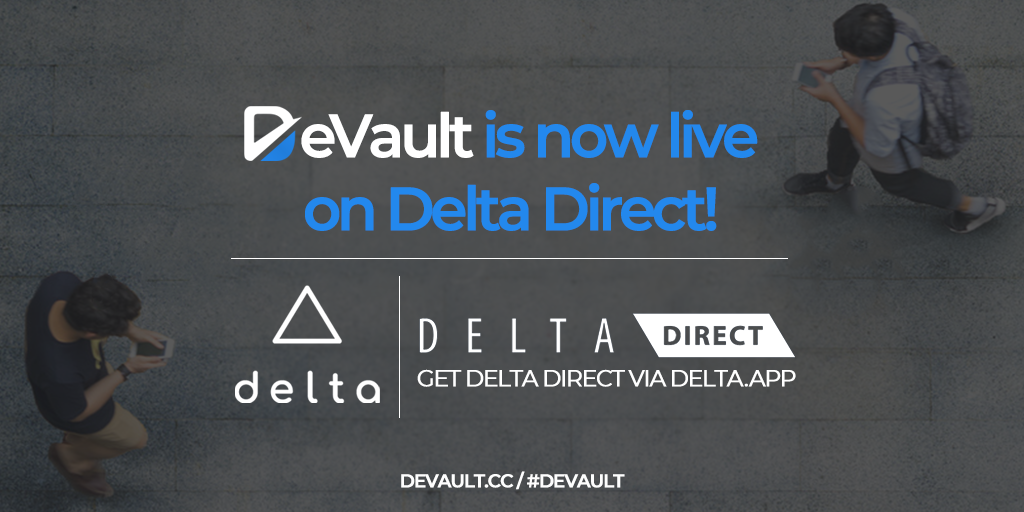 DeVault is now live
on Delta Direct!
delta
DELTA DIRECT
GET DELTA DIRECT VIA DELTA.APP
DEVAULT.CC / #DEVAULT